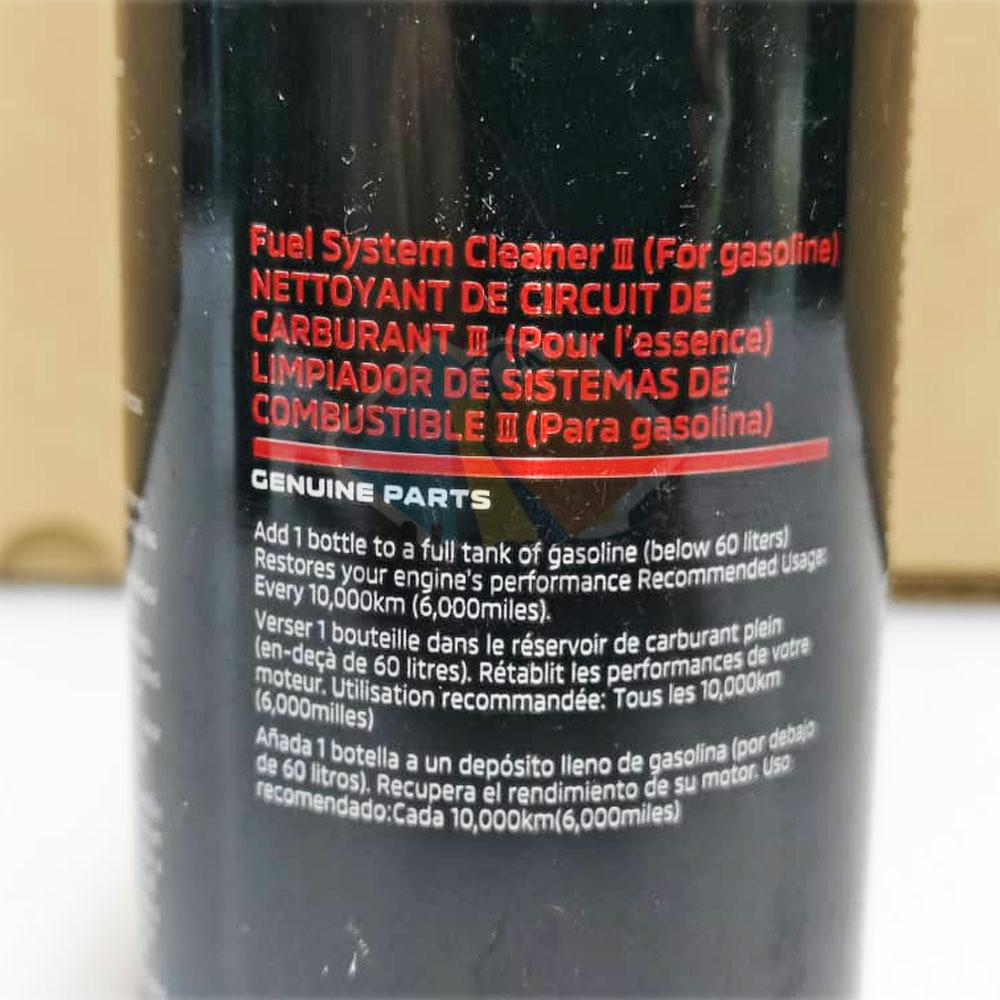 Fuel System Cleaner Ⅲ (For gasoline)
NETTOYANT DE CIRCUIT DE
CARBURANT Ⅲ (Pour l'essence)
LIMPIADOR DE SISTEMAS DE
COMBUSTIBLE Ⅲ (Para gasolina)
GENUINE PARTS
Add 1 bottle to a full tank of gasoline (below 60 liters)
Restores your engine's performance Recommended Usage:
Every 10,000km (6,000miles).
Verser 1 bouteille dans le réservoir de carburant plein
(en-deçà de 60 litres). Rétablit les performances de votre
moteur. Utilisation recommandée: Tous les 10,000km
(6,000milles)
Añada 1 botella a un depósito lleno de gasolina (por debajo
de 60 litros). Recupera el rendimiento de su motor. Uso
recomendado:Cada 10,000km(6,000miles)